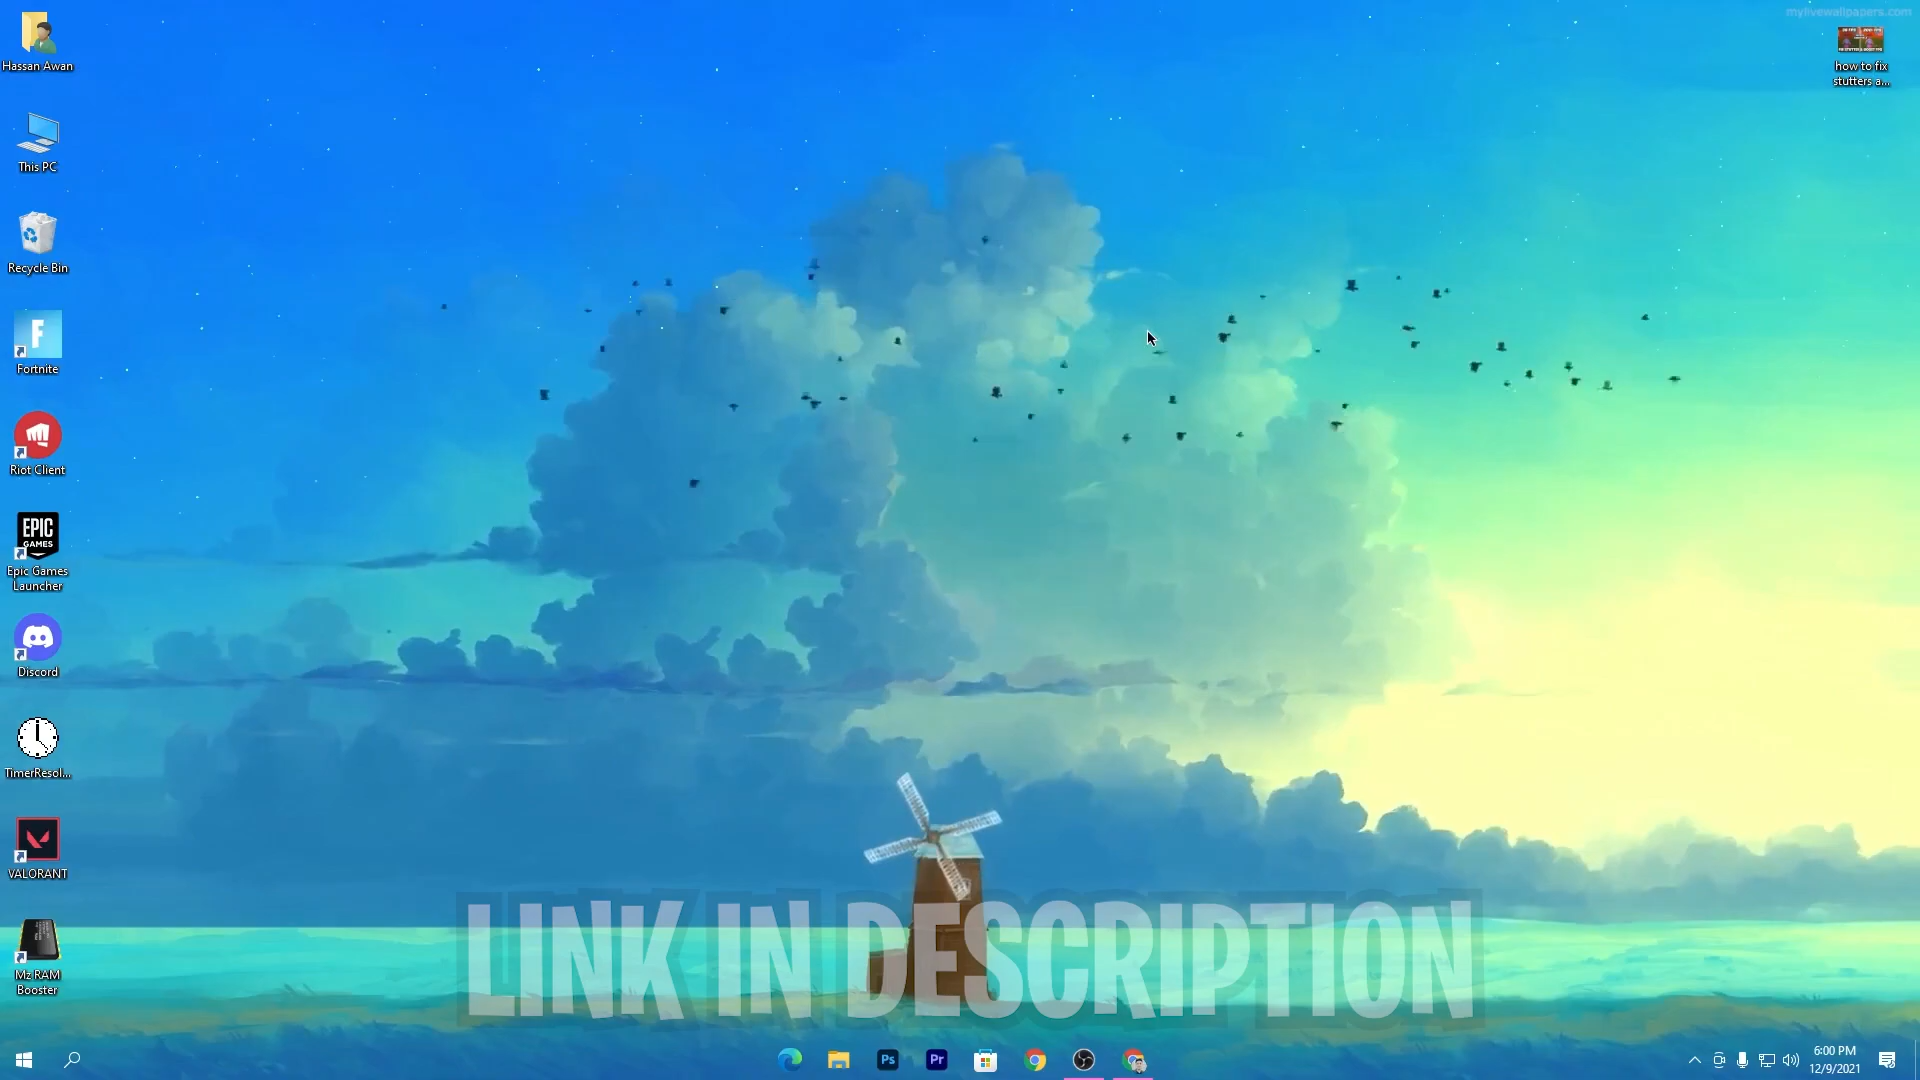 mylivewallpapers.com
Hassan Awan
how to fix
stutters a...
This PC
Recycle Bin
F
Fortnite
Riot Client
EPIC
GAMES
Epic Games
Launcher
Discord
TimerResol...
VALORANT
Mz RAM
Booster
LINK IN DESCRIPTION
Ps
Pr
6:00 PM
12/9/2021